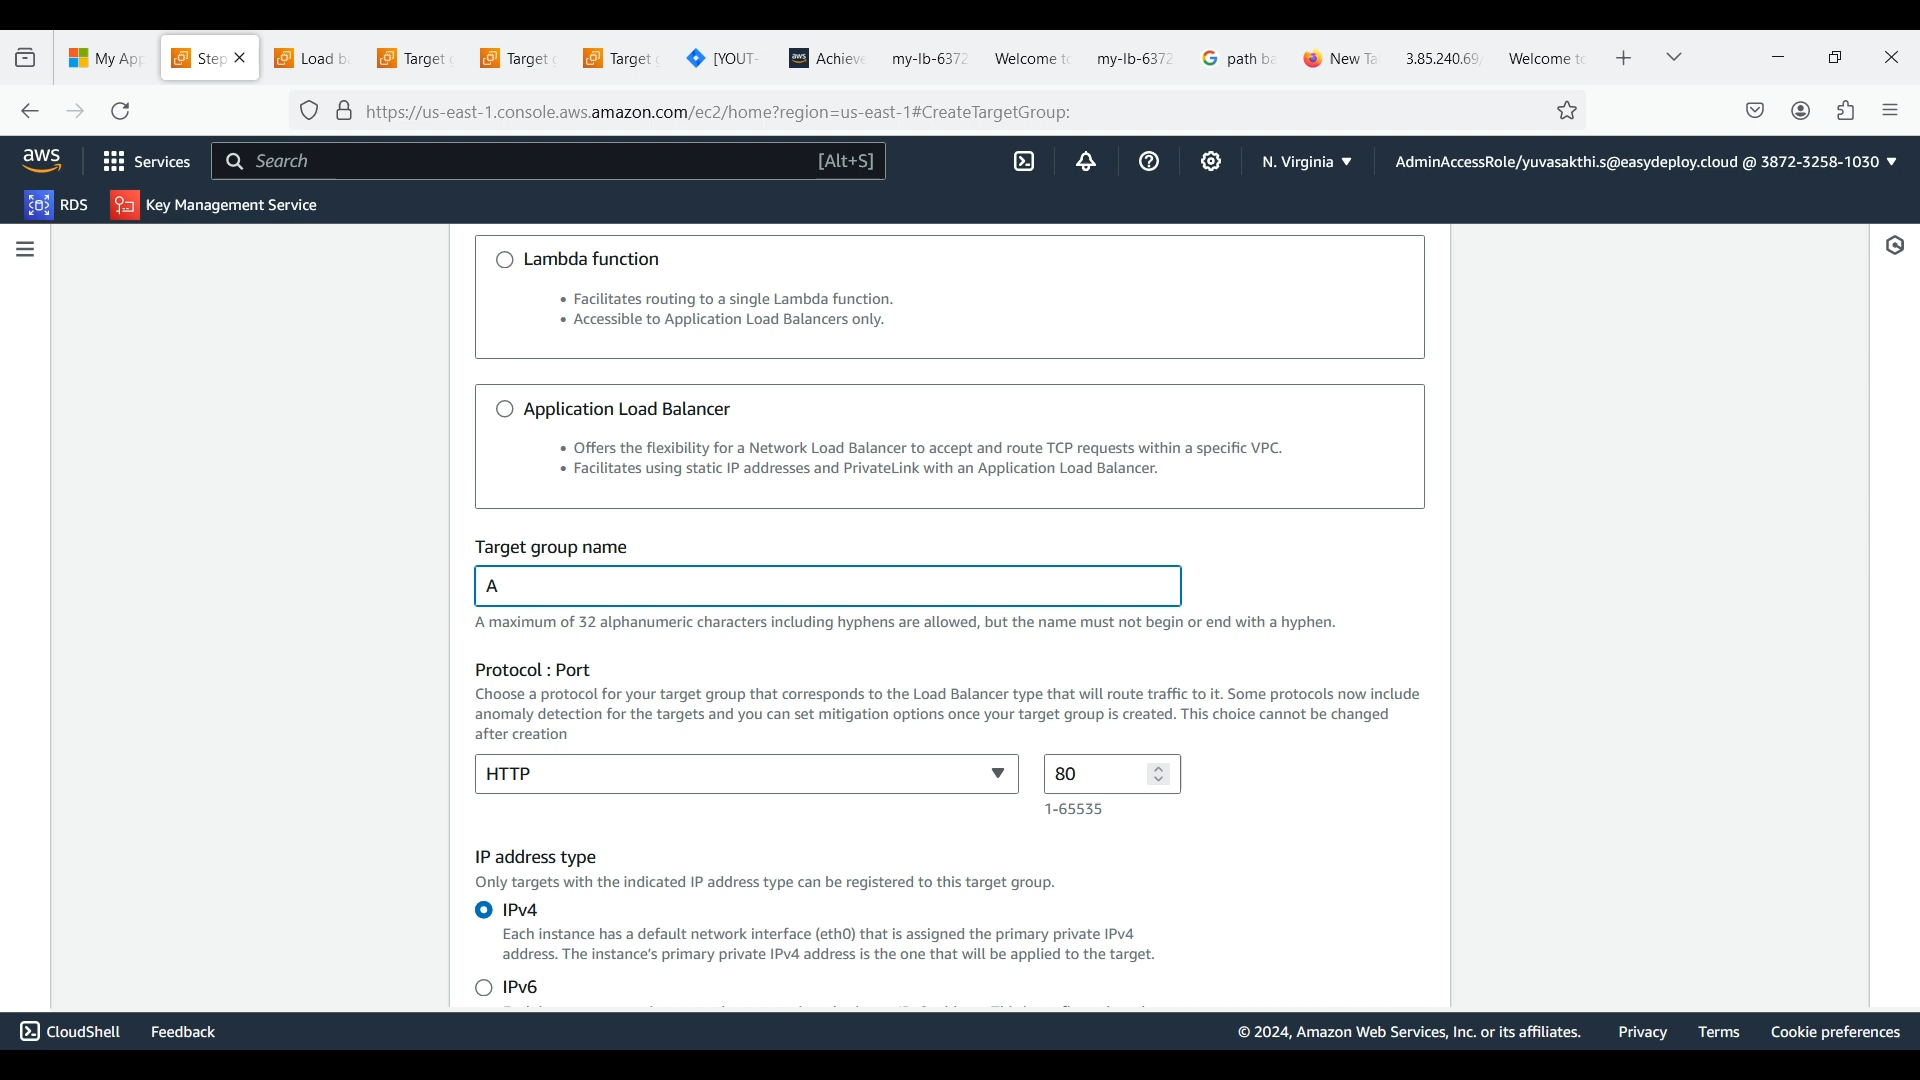 My App
Step
Load b
Target
Target
Target
[YOUT-
Achieve
my-lb-6372
Welcome to
my-lb-6372
path ba
New Ta
3.85.240.69/
Welcome to
https://us-east-1.console.aws.amazon.com/ec2/home?region=us-east-1#CreateTargetGroup:
aws
Services
Search
[Alt+S]
N. Virginia
AdminAccessRole/yuvasakthi.s@easydeploy.cloud @ 3872-3258-1030
RDS
Key Management Service
Lambda function
• Facilitates routing to a single Lambda function.
• Accessible to Application Load Balancers only.
Application Load Balancer
• Offers the flexibility for a Network Load Balancer to accept and route TCP requests within a specific VPC.
• Facilitates using static IP addresses and PrivateLink with an Application Load Balancer.
Target group name
A
A maximum of 32 alphanumeric characters including hyphens are allowed, but the name must not begin or end with a hyphen.
Protocol : Port
Choose a protocol for your target group that corresponds to the Load Balancer type that will route traffic to it. Some protocols now include
anomaly detection for the targets and you can set mitigation options once your target group is created. This choice cannot be changed
after creation
HTTP
80
1-65535
IP address type
Only targets with the indicated IP address type can be registered to this target group.
IPv4
Each instance has a default network interface (eth0) that is assigned the primary private IPv4
address. The instance's primary private IPv4 address is the one that will be applied to the target.
IPv6
CloudShell
Feedback
© 2024, Amazon Web Services, Inc. or its affiliates.
Privacy
Terms
Cookie preferences